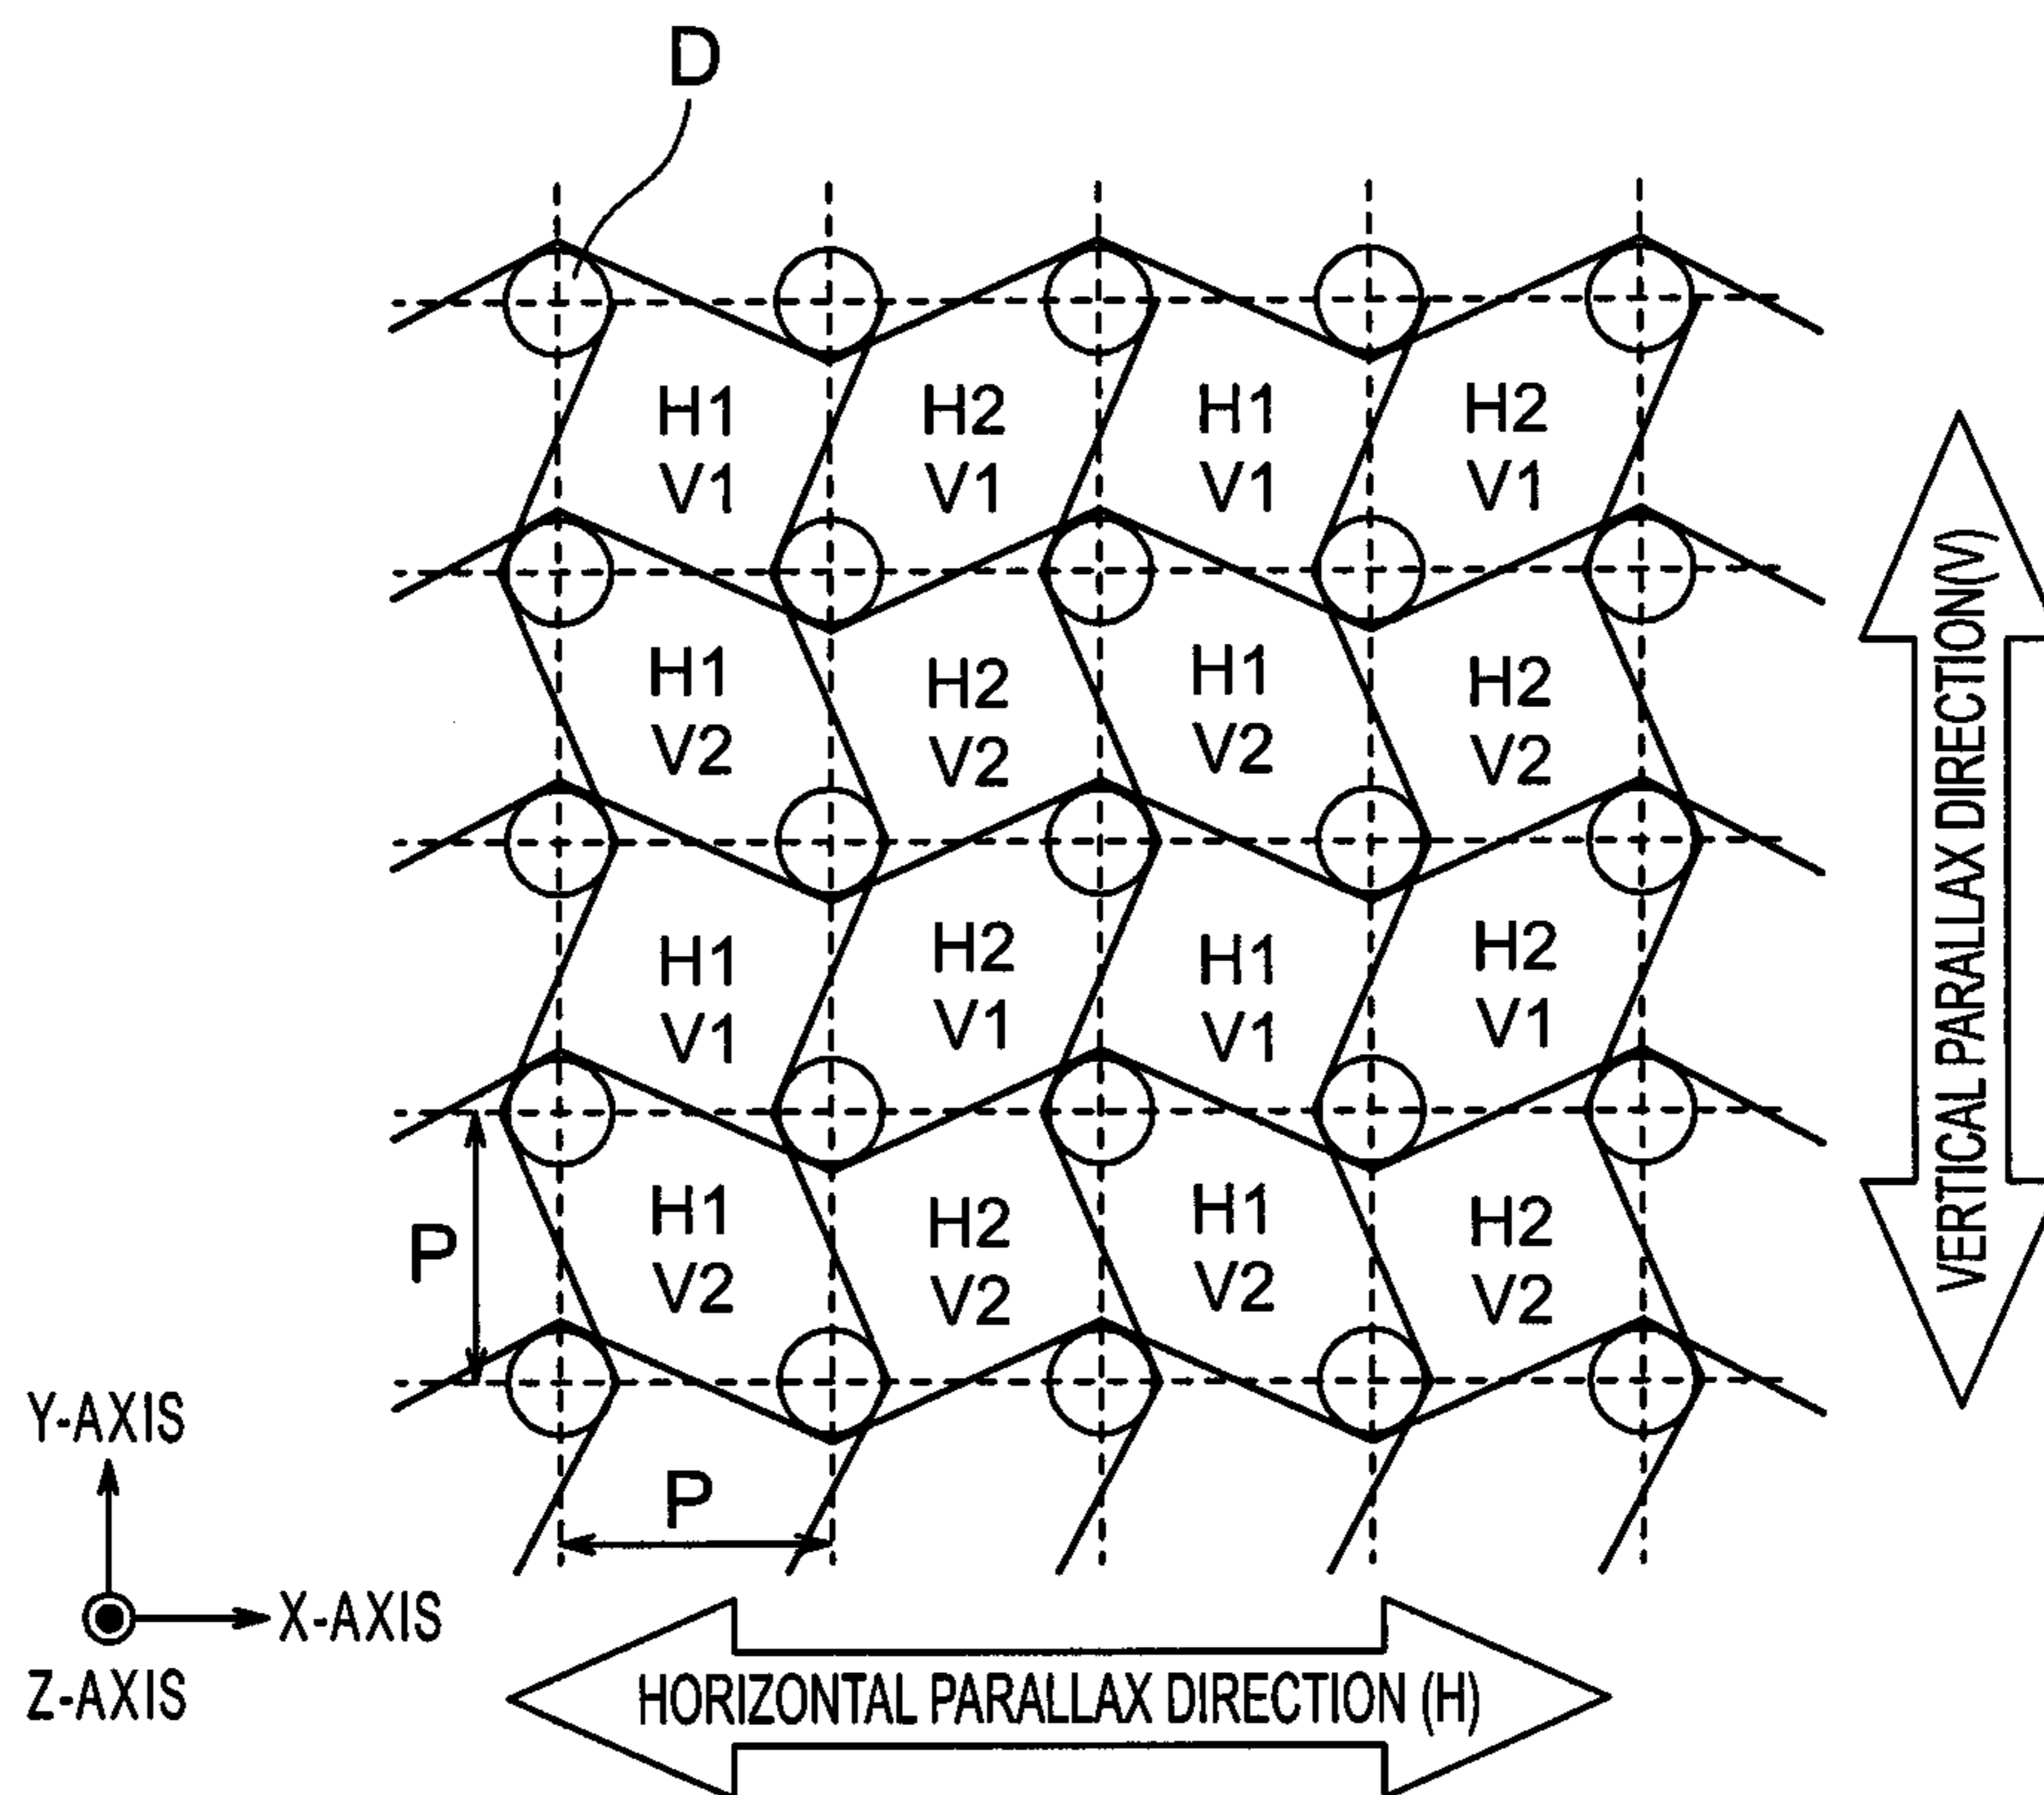 D
H1 H2 H1 H2
V1 V1 V1 V1
H1 H2 H1 H2
V2 V2 V2 V2
H1 H2 H1 H2
V1 V1 V1 V1
H1 H2 H1 H2
V2 V2 V2 V2
P
P
Y-AXIS
X-AXIS
Z-AXIS
HORIZONTAL PARALLAX DIRECTION (H)
VERTICAL PARALLAX DIRECTION(V)